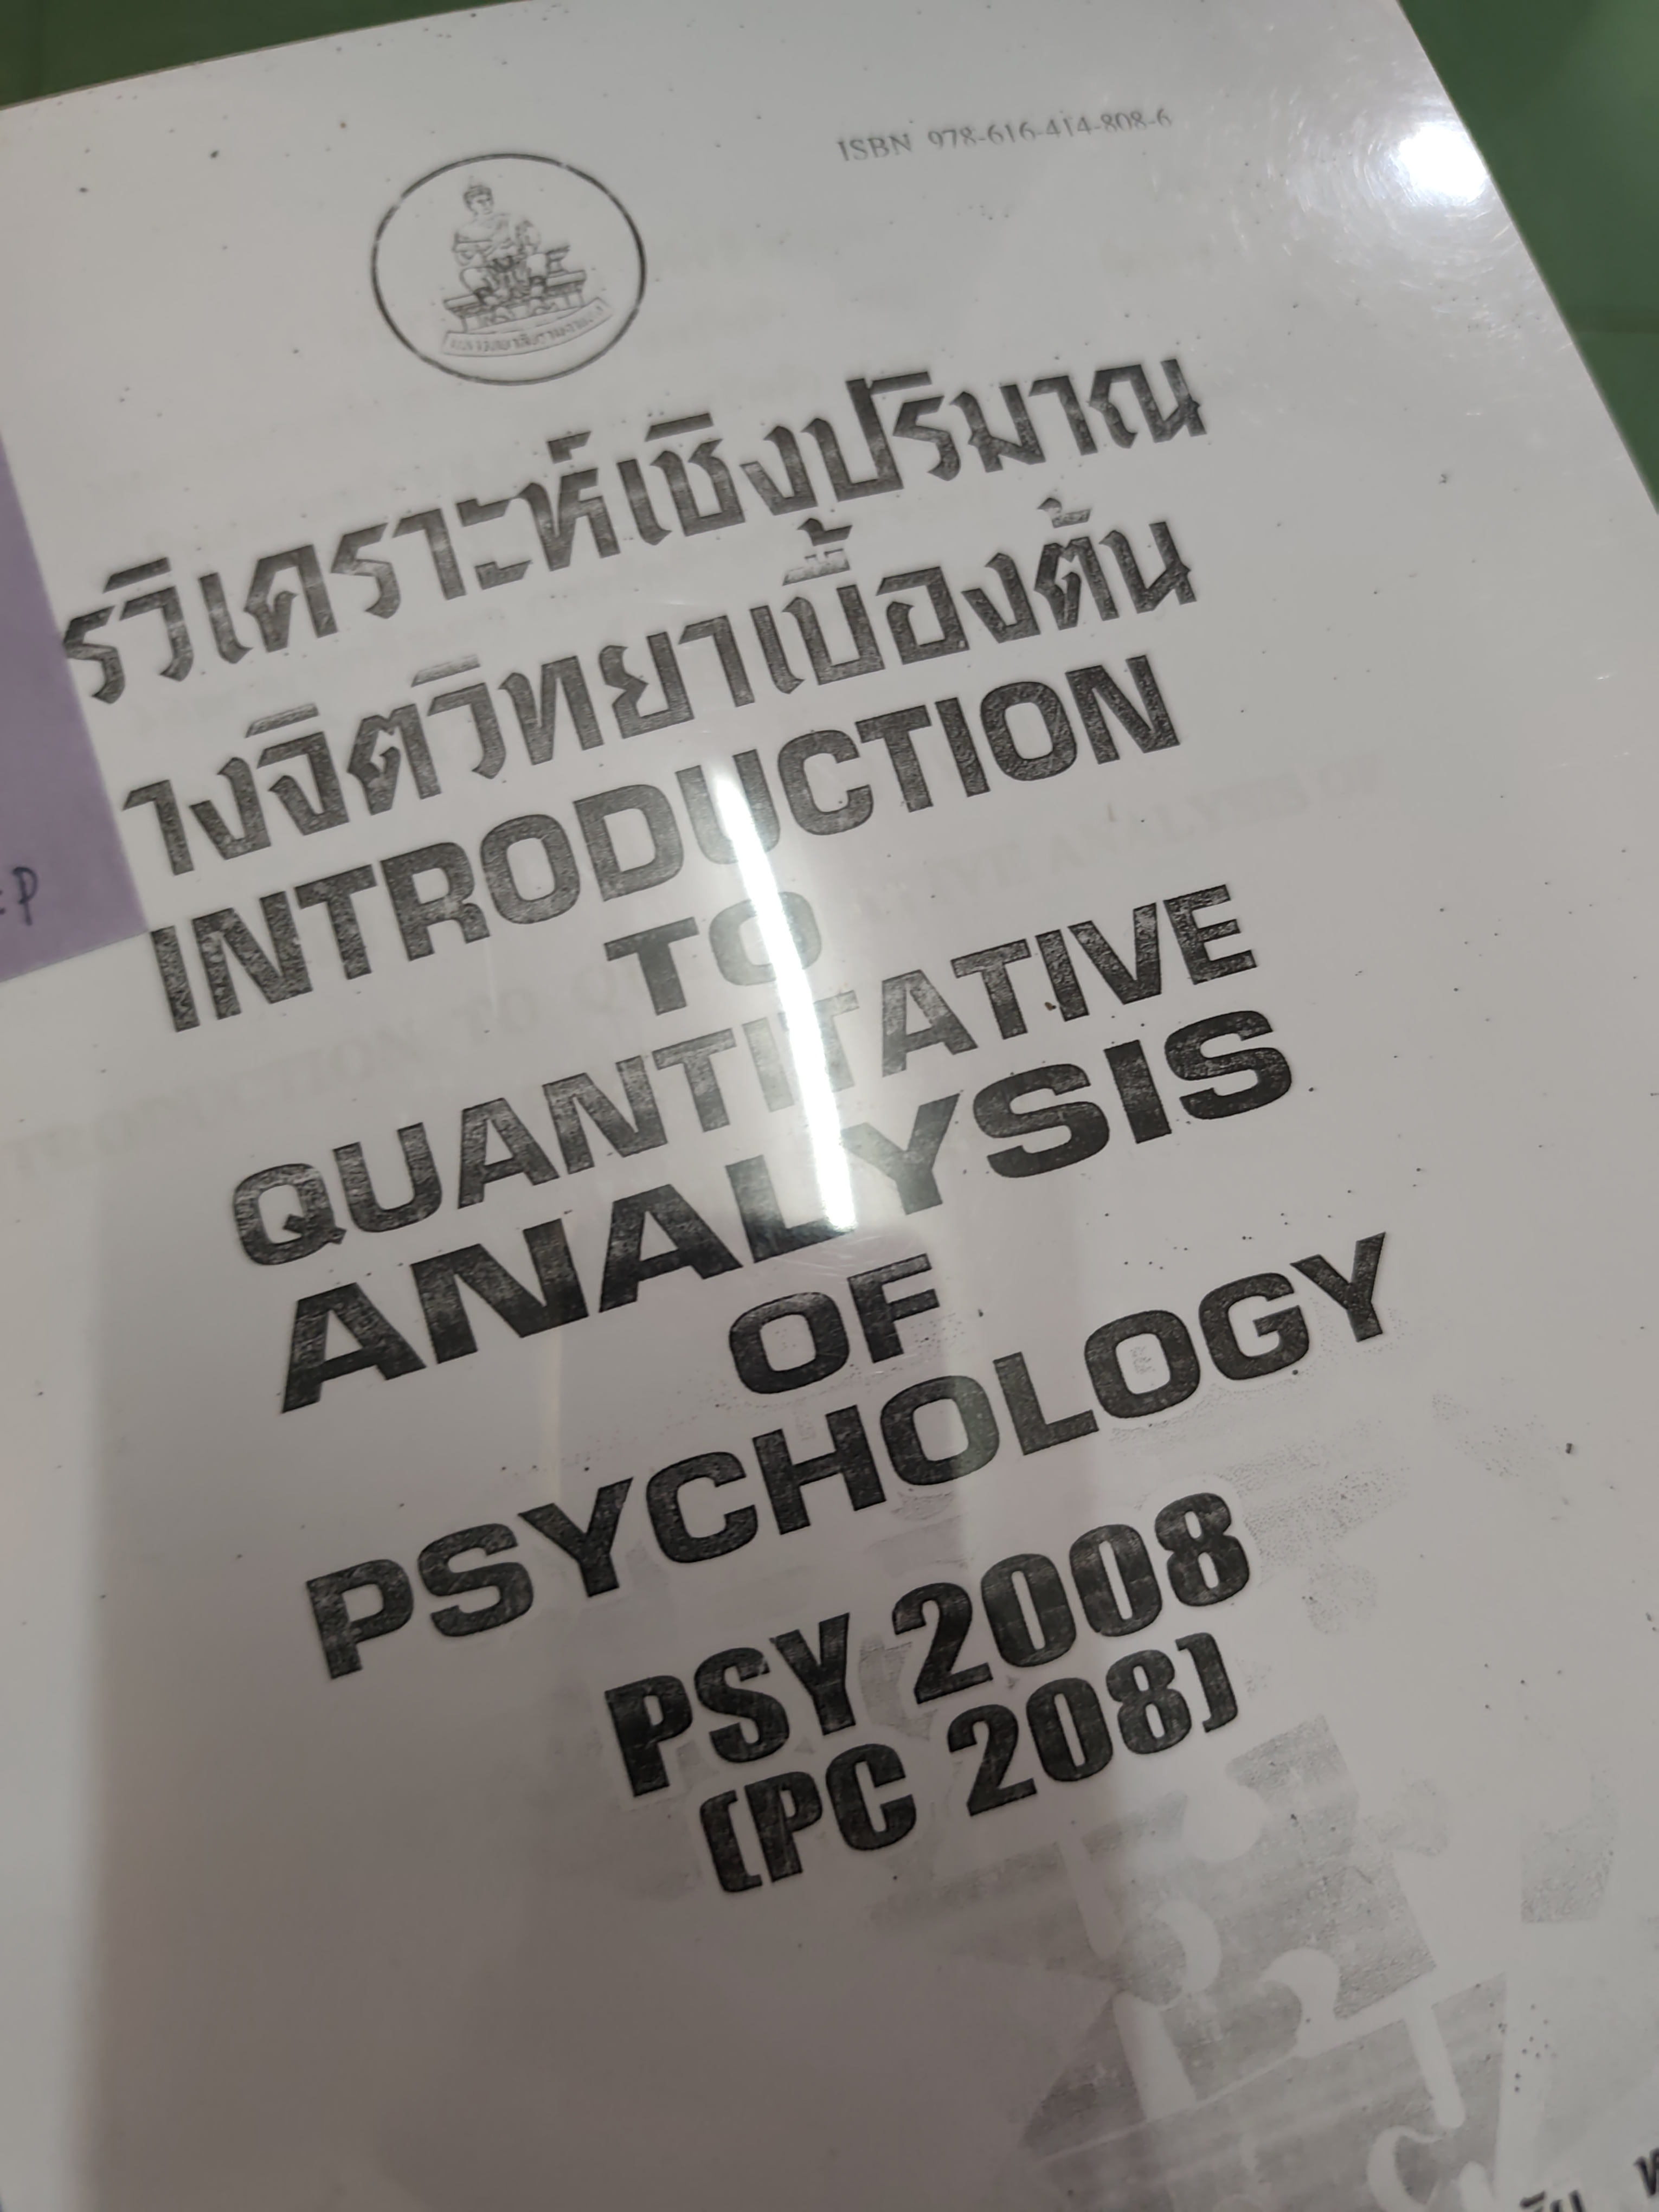 ISBN 978-616-414-808-6
รวิเคราะห์เชิงปริมาณ
างจิตวิทยาเบื้องต้น
INTRODUCTION
TO
QUANTITATIVE
ANALYSIS
OF
PSYCHOLOGY
PSY 2008
(PC 208)